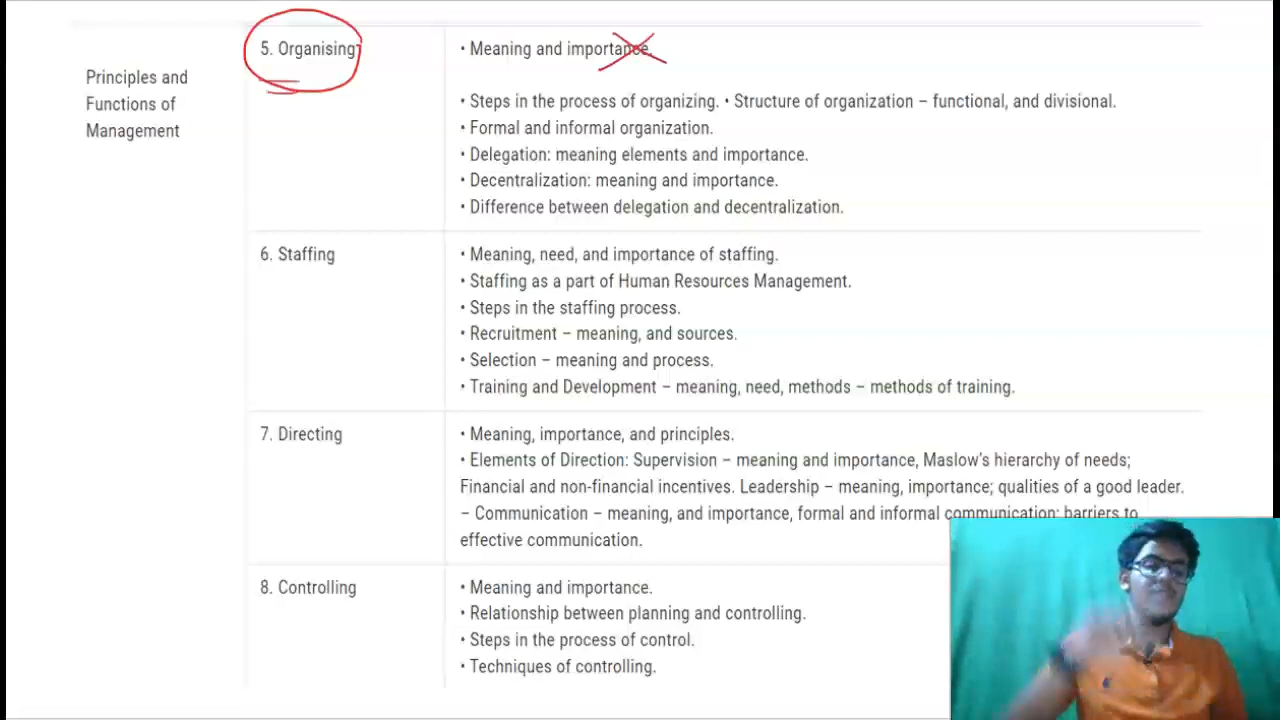 Principles and
Functions of
Management
5. Organising
• Meaning and importance.
• Steps in the process of organizing. • Structure of organization – functional, and divisional.
• Formal and informal organization.
• Delegation: meaning elements and importance.
• Decentralization: meaning and importance.
• Difference between delegation and decentralization.
6. Staffing
• Meaning, need, and importance of staffing.
• Staffing as a part of Human Resources Management.
• Steps in the staffing process.
• Recruitment – meaning, and sources.
• Selection – meaning and process.
• Training and Development – meaning, need, methods – methods of training.
7. Directing
• Meaning, importance, and principles.
• Elements of Direction: Supervision – meaning and importance, Maslow's hierarchy of needs;
Financial and non-financial incentives. Leadership – meaning, importance; qualities of a good leader.
– Communication – meaning, and importance, formal and informal communication; barriers to
effective communication.
8. Controlling
• Meaning and importance.
• Relationship between planning and controlling.
• Steps in the process of control.
• Techniques of controlling.